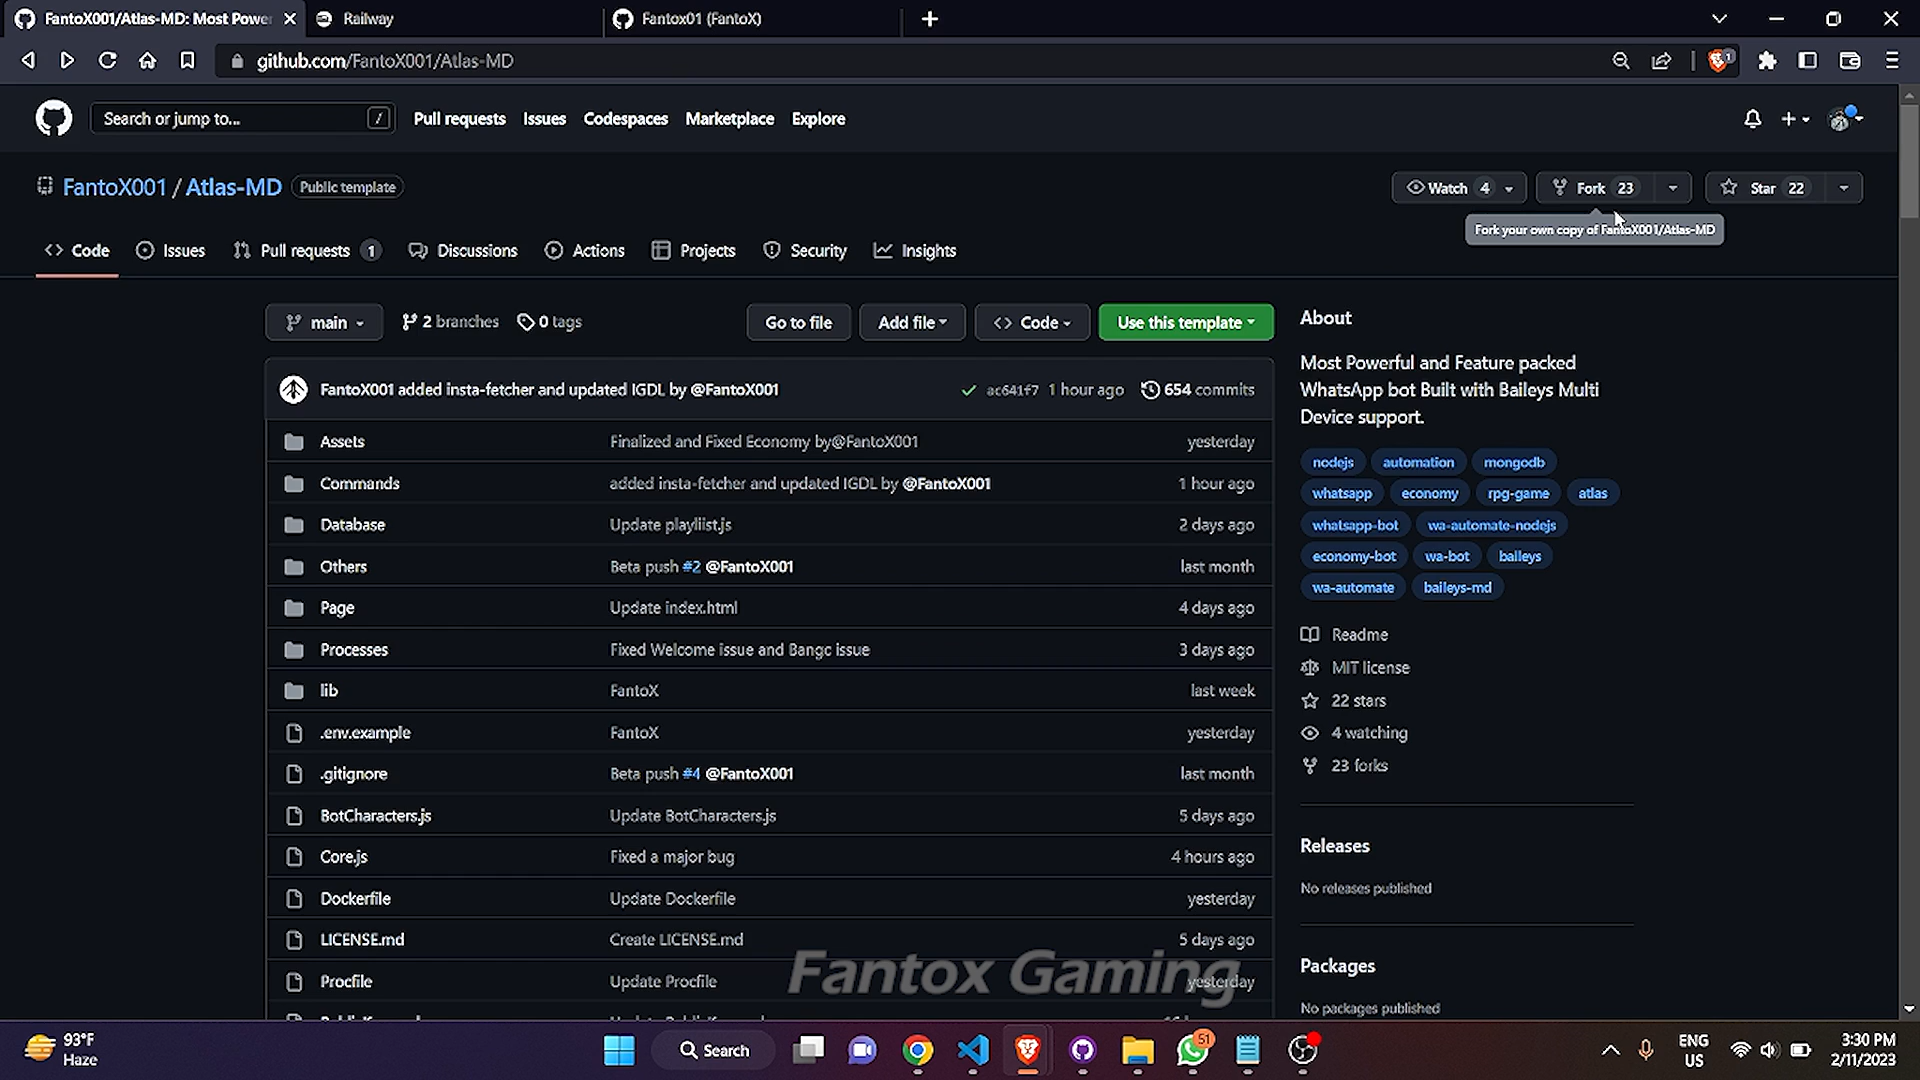 FantoX001/Atlas-MD: Most Power
Railway
Fantox01 (FantoX)
github.com/FantoX001/Atlas-MD
1
Search or jump to...
/
Pull requests
Issues
Codespaces
Marketplace
Explore
FantoX001 / Atlas-MD
Public template
Watch 4
Fork 23
Star 22
Fork your own copy of FantoX001/Atlas-MD
Code
Issues
Pull requests 1
Discussions
Actions
Projects
Security
Insights
main
2 branches
0 tags
Go to file
Add file
Code
Use this template
FantoX001 added insta-fetcher and updated IGDL by @FantoX001
ac641f7 1 hour ago
654 commits
Assets Finalized and Fixed Economy by@FantoX001 yesterday
Commands added insta-fetcher and updated IGDL by @FantoX001 1 hour ago
Database Update playliist.js 2 days ago
Others Beta push #2 @FantoX001 last month
Page Update index.html 4 days ago
Processes Fixed Welcome issue and Bangc issue 3 days ago
lib FantoX last week
.env.example FantoX yesterday
.gitignore Beta push #4 @FantoX001 last month
BotCharacters.js Update BotCharacters.js 5 days ago
Core.js Fixed a major bug 4 hours ago
Dockerfile Update Dockerfile yesterday
LICENSE.md Create LICENSE.md 5 days ago
Procfile Update Procfile yesterday
Fantox Gaming
About
Most Powerful and Feature packed
WhatsApp bot Built with Baileys Multi
Device support.
nodejs automation mongodb
whatsapp economy rpg-game atlas
whatsapp-bot wa-automate-nodejs
economy-bot wa-bot baileys
wa-automate baileys-md
Readme
MIT license
22 stars
4 watching
23 forks
Releases
No releases published
Packages
No packages published
93°F
Haze
Search
51
ENG
US
3:30 PM
2/11/2023